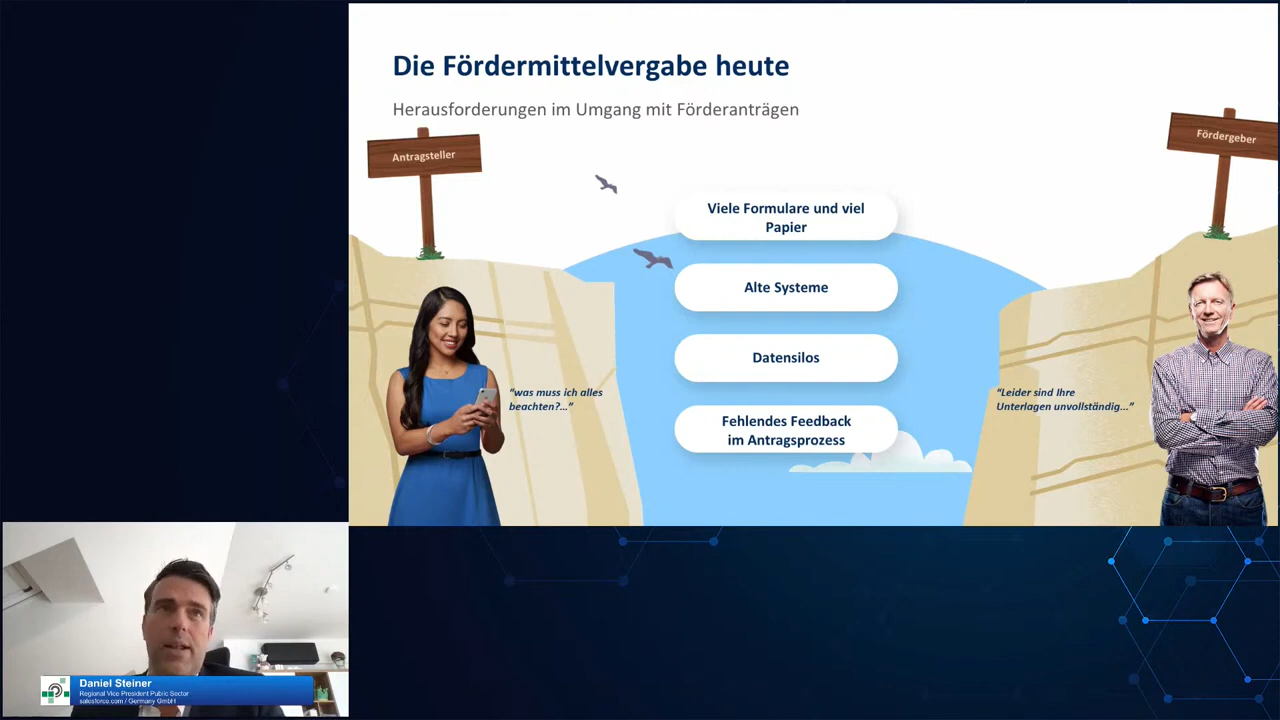 Die Fördermittelvergabe heute
Herausforderungen im Umgang mit Förderanträgen
Antragsteller
Fördergeber
Viele Formulare und viel
Papier
Alte Systeme
Datensilos
Fehlendes Feedback
im Antragsprozess
“was muss ich alles
beachten?...”
“Leider sind Ihre
Unterlagen unvollständig...”
Daniel Steiner
Regional Vice President Public Sector
salesforce.com / Germany GmbH